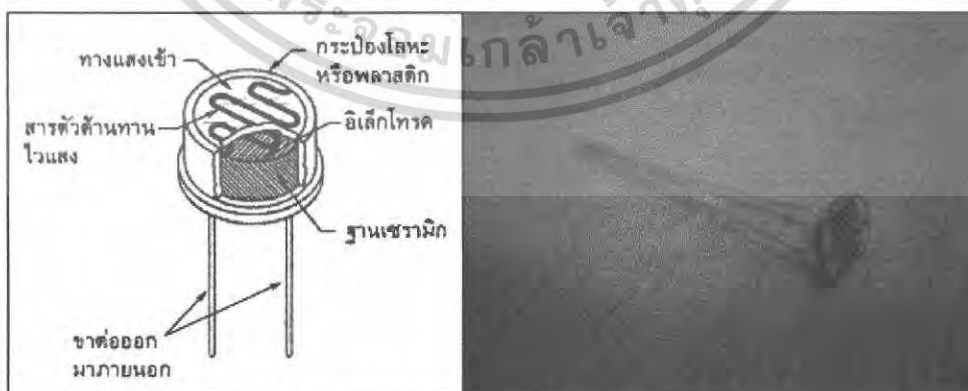 ทางแสงเข้า
กระป๋องโลหะ
หรือพลาสติก
สารตัวต้านทาน
ไวแสง
อิเล็กโทรด
ฐานเซรามิก
ขาต่อออก
มาภายนอก